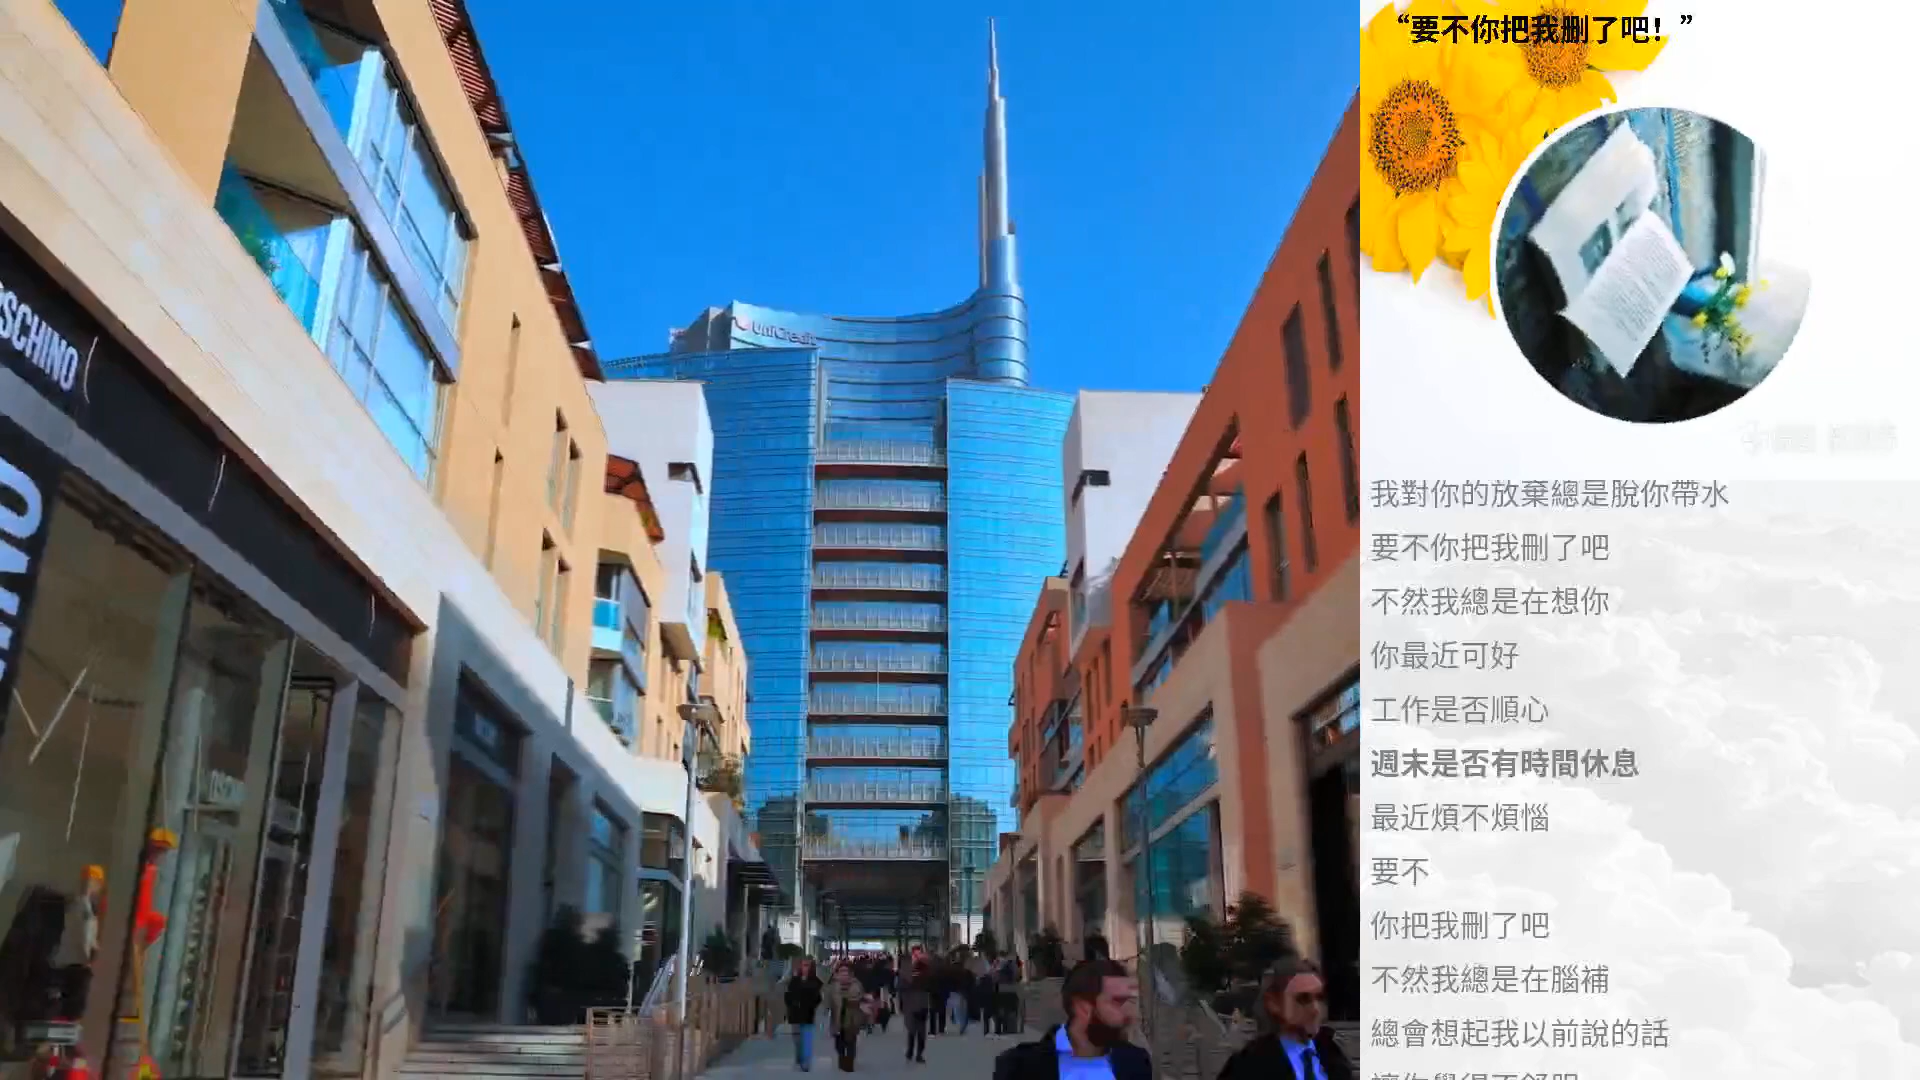 “要不你把我删了吧！”
OSCHINO
UniCredit
我對你的放棄總是脫你帶水
要不你把我刪了吧
不然我總是在想你
你最近可好
工作是否順心
週末是否有時間休息
最近煩不煩惱
要不
你把我刪了吧
不然我總是在腦補
總會想起我以前說的話